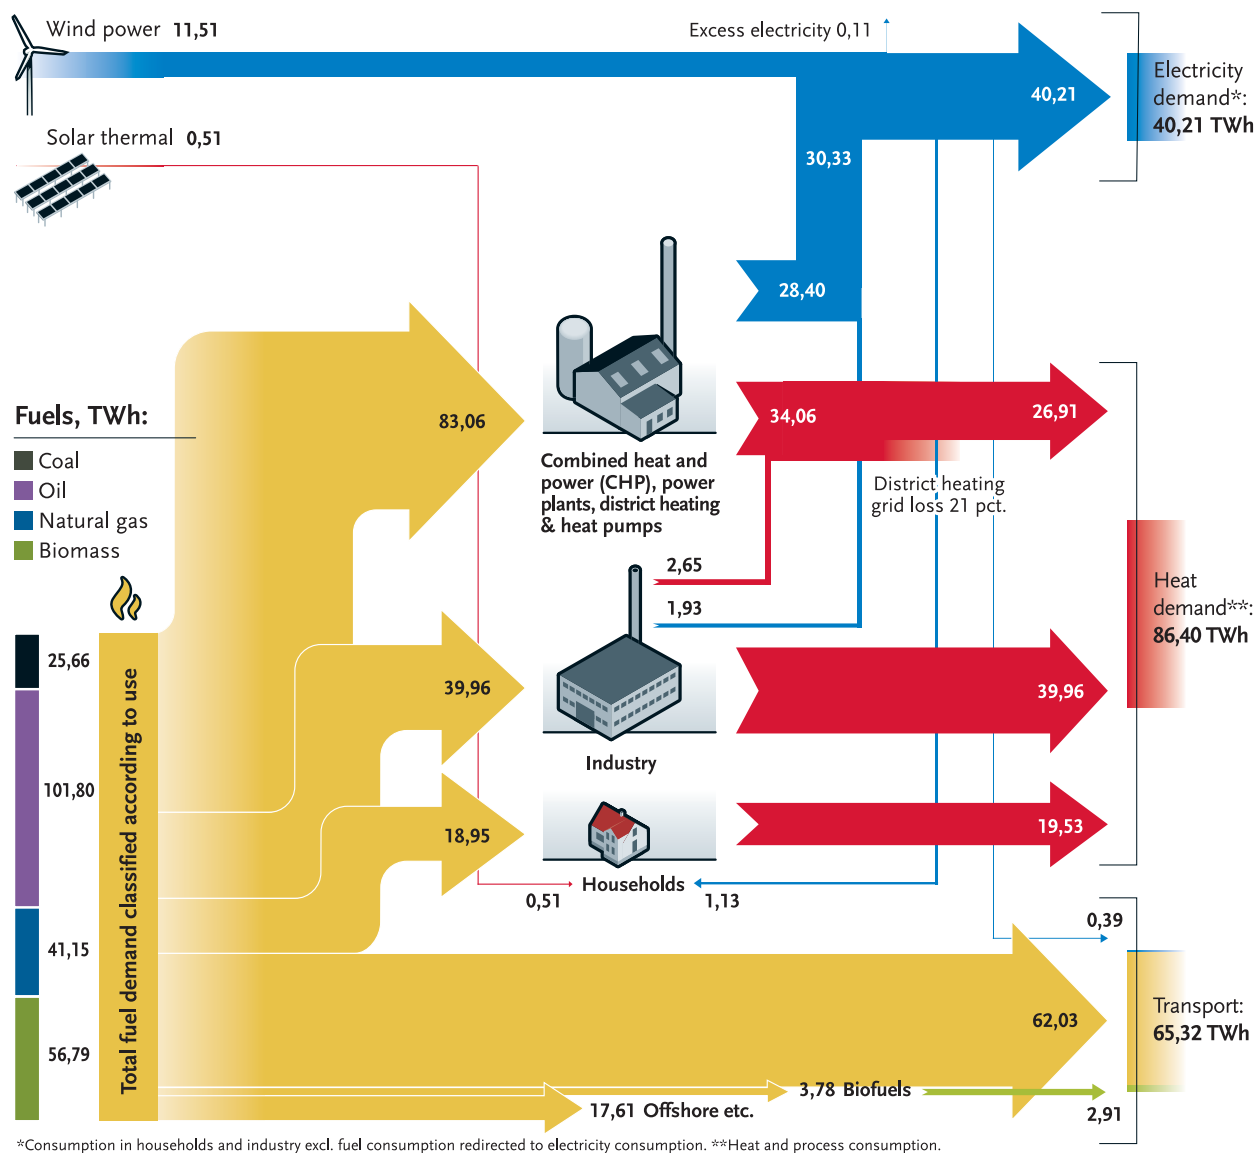 Wind power 11,51
Excess electricity 0,11
40,21
Electricity
demand*:
40,21 TWh
Solar thermal 0,51
30,33
28,40
Fuels, TWh:
Coal
Oil
Natural gas
Biomass
83,06
34,06
26,91
Combined heat and
power (CHP), power
plants, district heating
& heat pumps
District heating
grid loss 21 pct.
2,65
1,93
Heat
demand**:
86,40 TWh
25,66
101,80
41,15
56,79
Total fuel demand classified according to use
39,96
Industry
39,96
18,95
19,53
Households
0,51
1,13
0,39
62,03
Transport:
65,32 TWh
3,78 Biofuels
2,91
17,61 Offshore etc.
*Consumption in households and industry excl. fuel consumption redirected to electricity consumption. **Heat and process consumption.